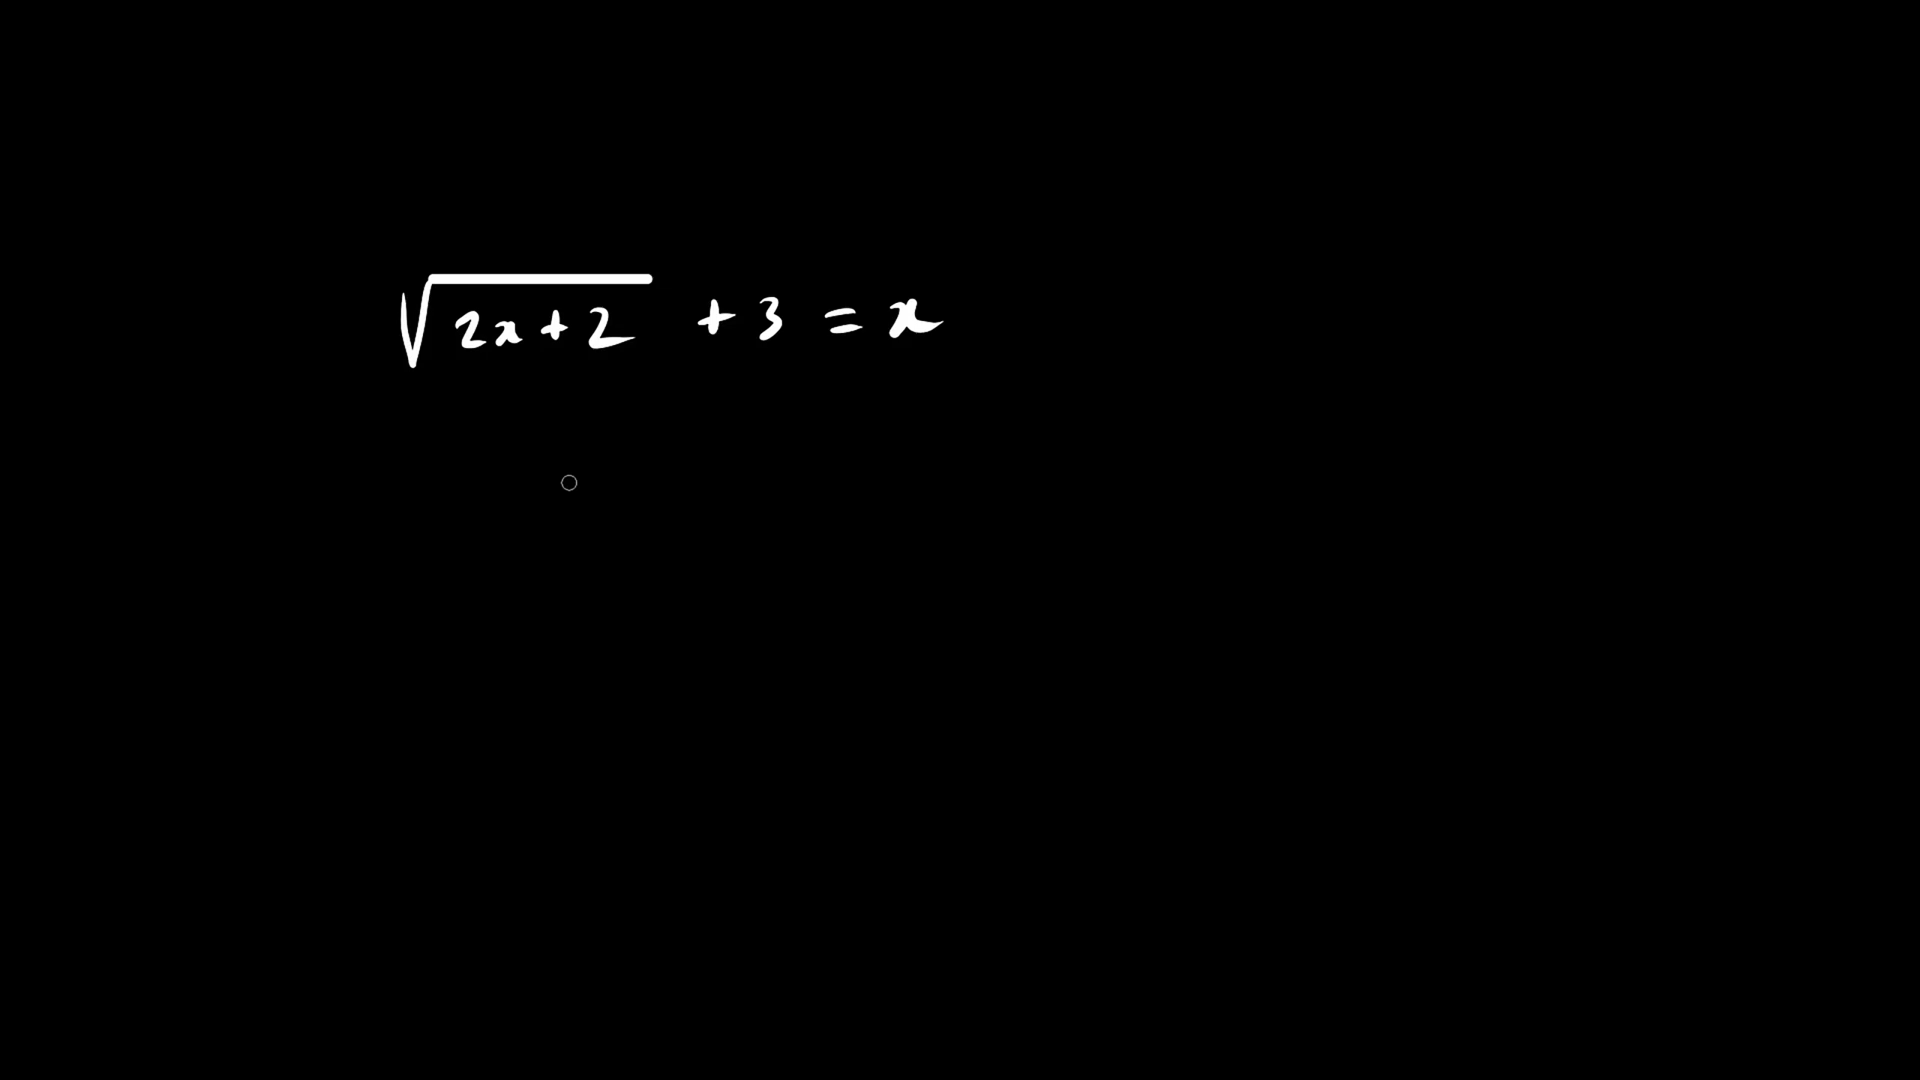 √(2x+2) + 3 = x